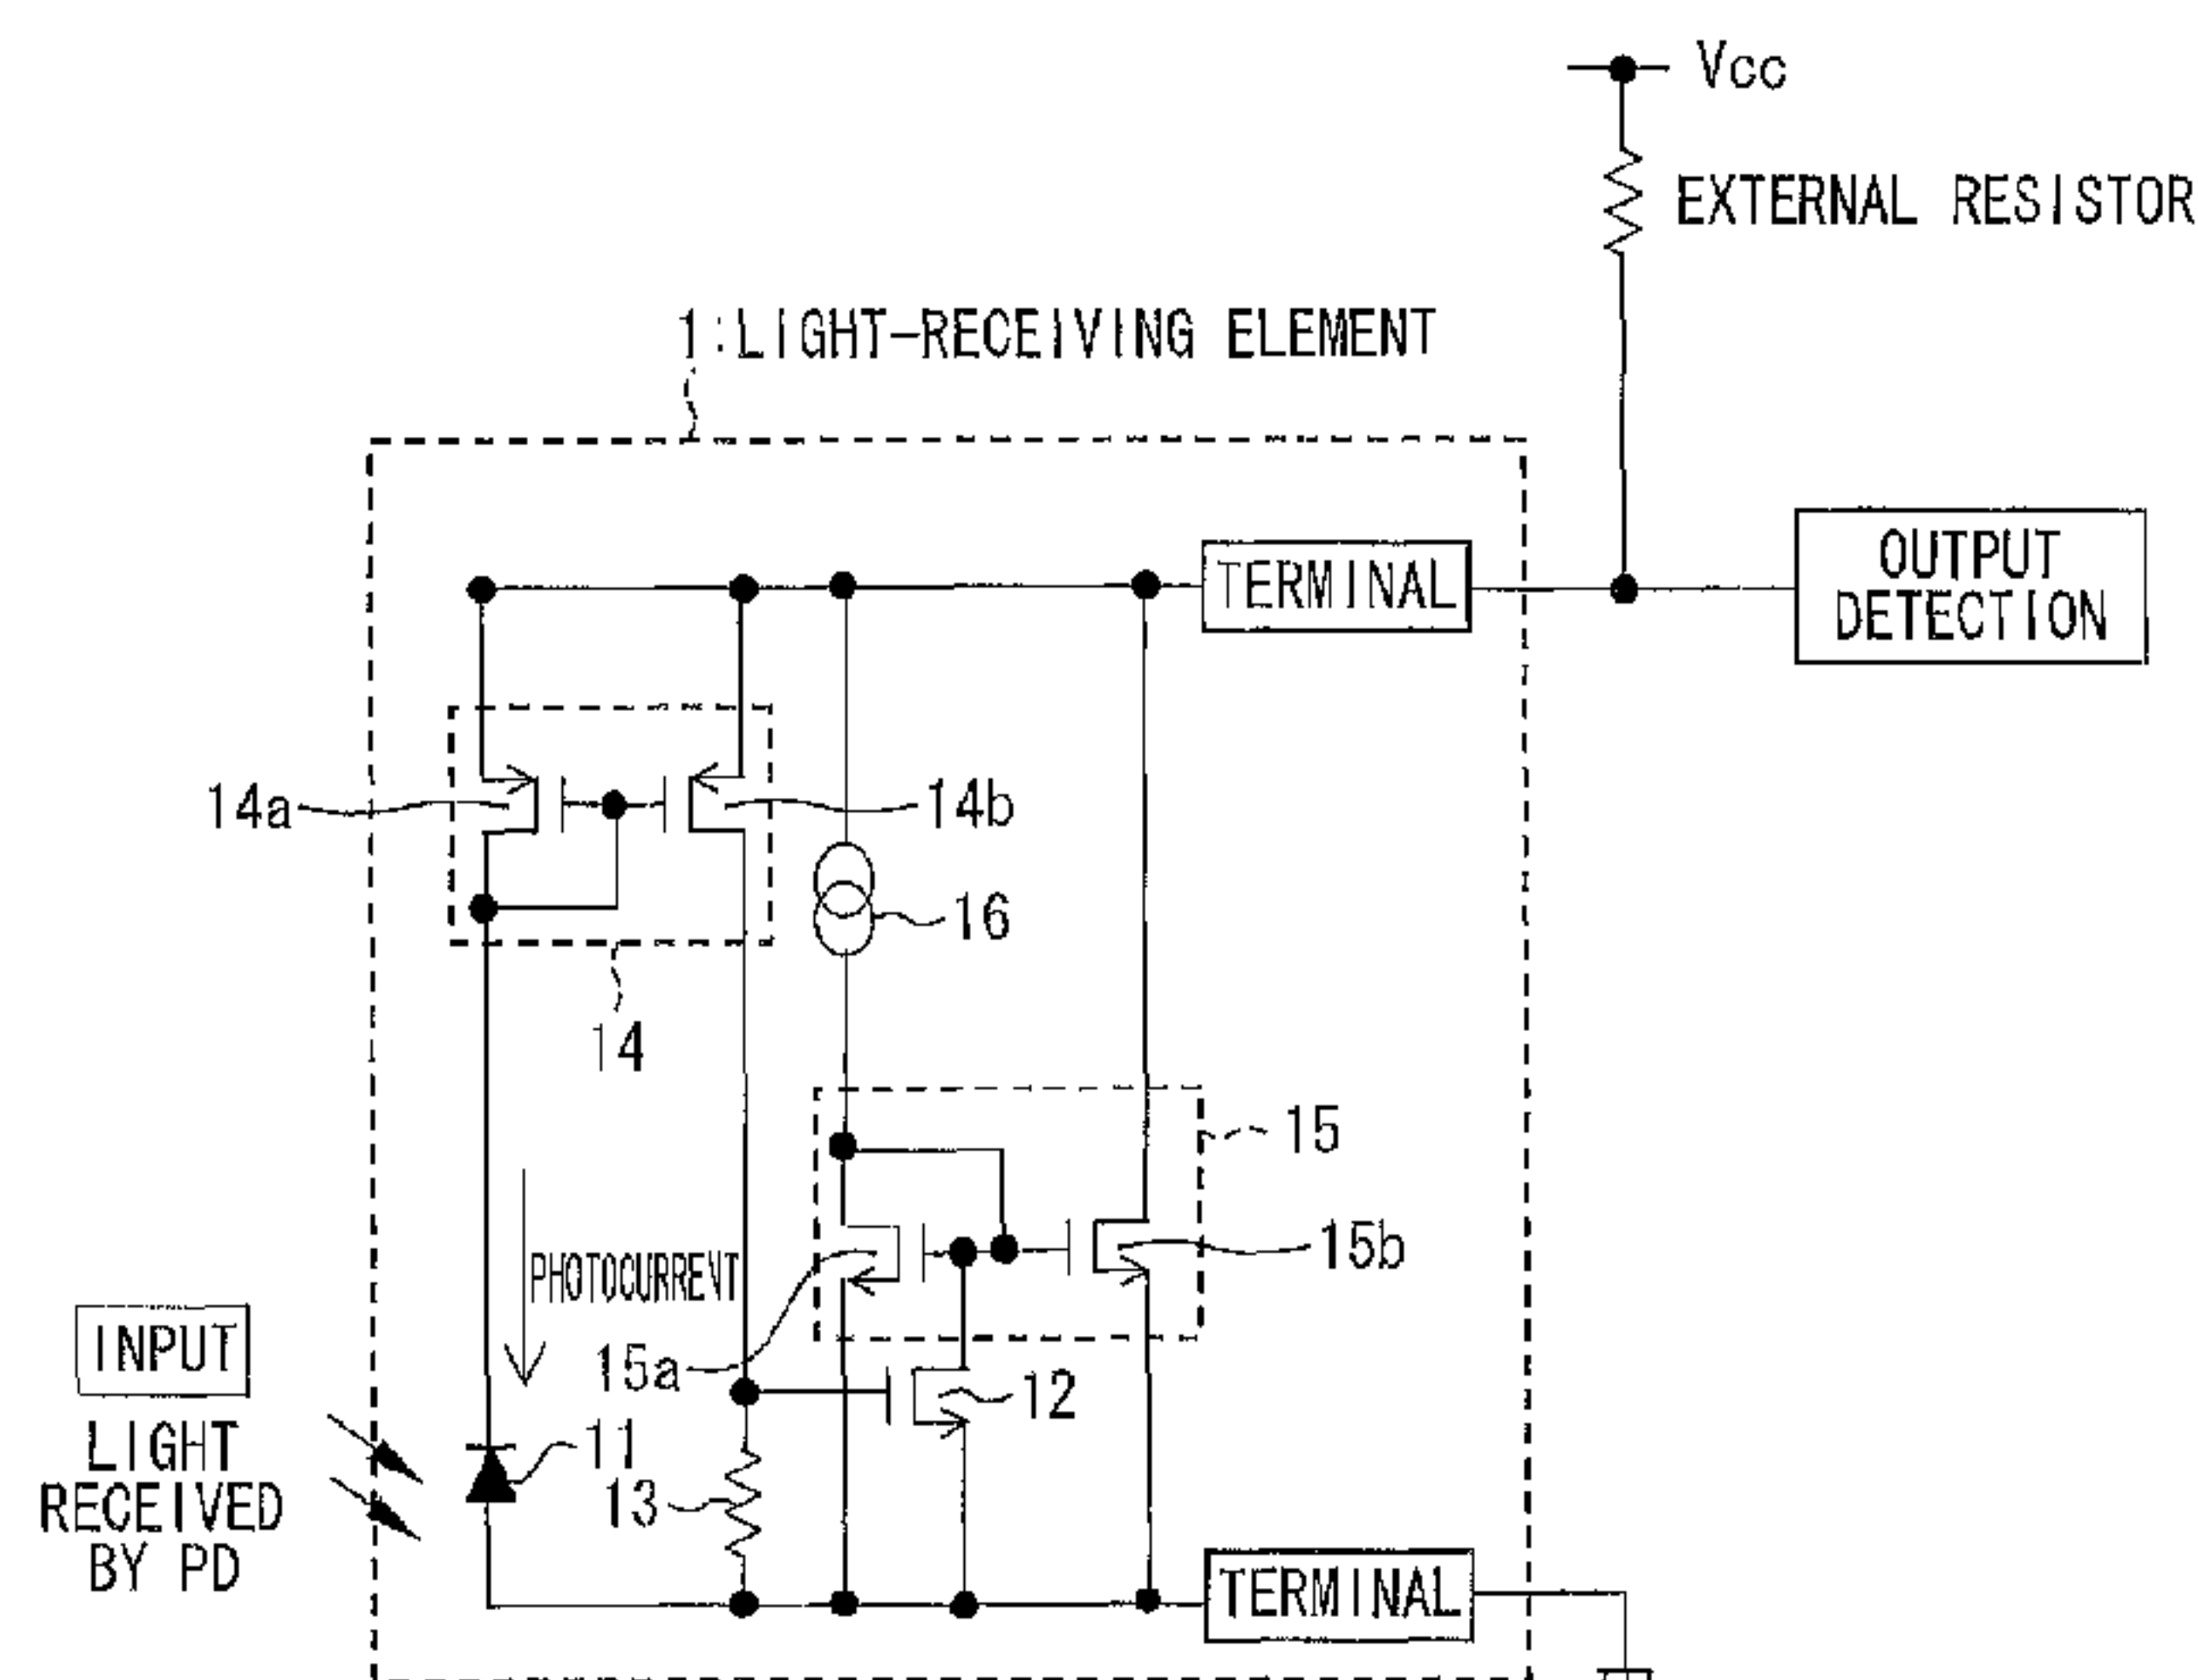 Vcc
EXTERNAL RESISTOR
1:LIGHT-RECEIVING ELEMENT
TERMINAL
OUTPUT
DETECTION
14a
14b
16
14
15
15b
PHOTOCURRENT
INPUT
15a
12
LIGHT
RECEIVED
BY PD
11
13
TERMINAL